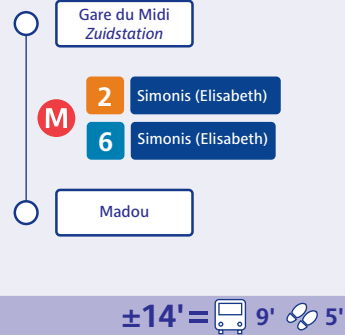 Gare du Midi
Zuidstation
M
2 Simonis (Elisabeth)
6 Simonis (Elisabeth)
Madou
±14'= 9' 5'